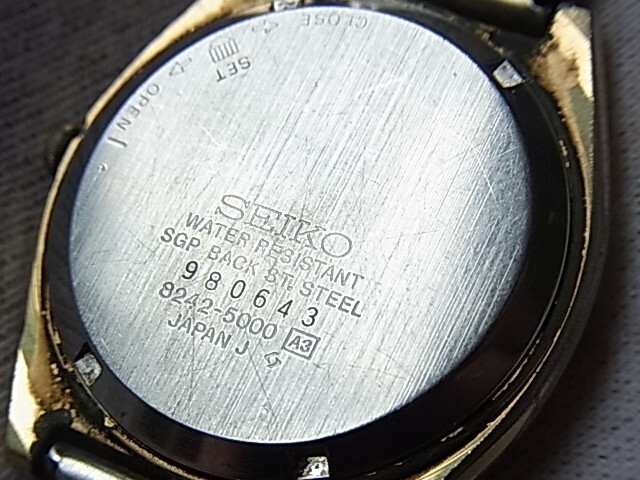 CLOSE
SET
OPEN
SEIKO
WATER RESISTANT
SGP BACK ST. STEEL
980643
8242-5000 A3
JAPAN J